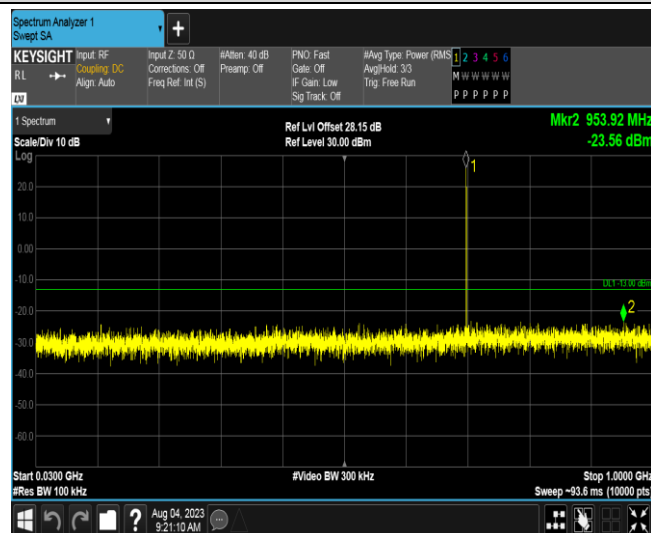 Spectrum Analyzer 1
Swept SA
+
KEYSIGHT Input: RF
RL
Coupling: DC
Align: Auto
LXI
Input Z: 50 Ω
Corrections: Off
Freq Ref: Int (S)
#Atten: 40 dB
Preamp: Off
PNO: Fast
Gate: Off
IF Gain: Low
Sig Track: Off
#Avg Type: Power (RMS
Avg|Hold: 3/3
Trig: Free Run
1 2 3 4 5 6
M W W W W W
P P P P P P
1 Spectrum
Scale/Div 10 dB
Ref Lvl Offset 28.15 dB
Ref Level 30.00 dBm
Mkr2 953.92 MHz
-23.56 dBm
Log
1
20.0
10.0
0.00
DL1 -13.00 dBm
-10.0
2
-20.0
-30.0
-40.0
-50.0
-60.0
Start 0.0300 GHz
#Res BW 100 kHz
#Video BW 300 kHz
Stop 1.0000 GHz
Sweep ~93.6 ms (10000 pts)
?
Aug 04, 2023
9:21:10 AM